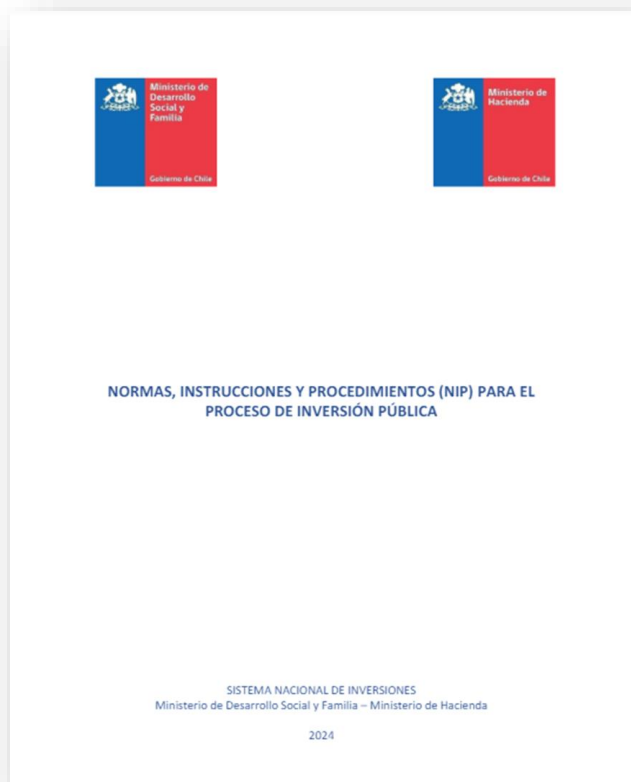 Ministerio de
Desarrollo
Social y
Familia
Gobierno de Chile
Ministerio de
Hacienda
Gobierno de Chile
NORMAS, INSTRUCCIONES Y PROCEDIMIENTOS (NIP) PARA EL
PROCESO DE INVERSIÓN PÚBLICA
SISTEMA NACIONAL DE INVERSIONES
Ministerio de Desarrollo Social y Familia – Ministerio de Hacienda
2024